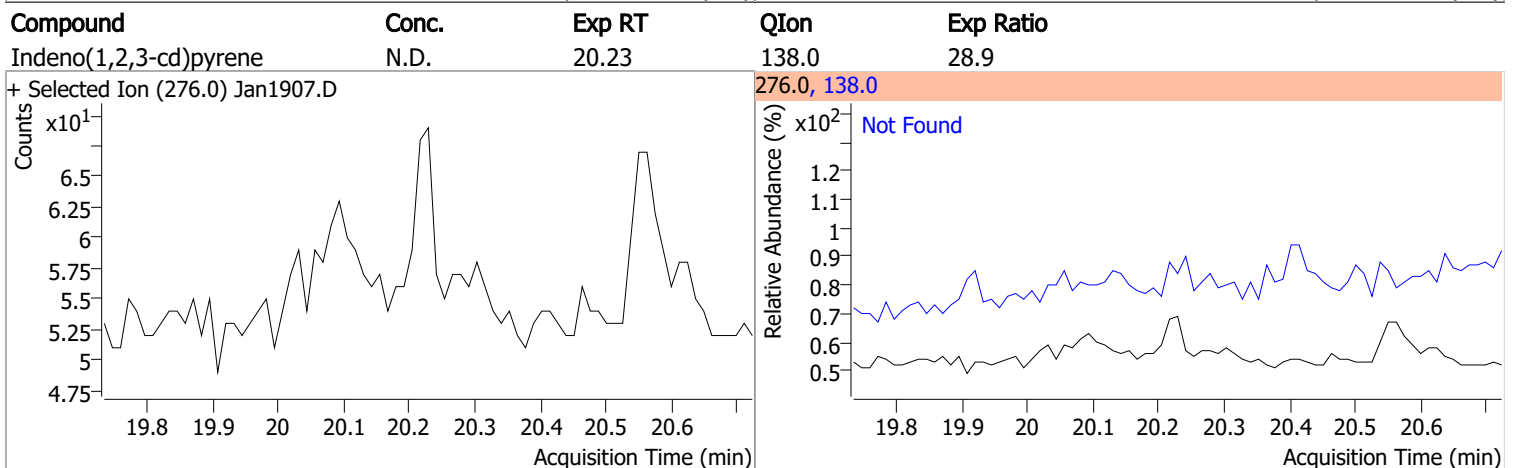 Compound Conc. Exp RT QIon Exp Ratio
Indeno(1,2,3-cd)pyrene N.D. 20.23 138.0 28.9
+ Selected Ion (276.0) Jan1907.D
Counts
x10¹
6.5
6.25
6
5.75
5.5
5.25
5
4.75
19.8 19.9 20 20.1 20.2 20.3 20.4 20.5 20.6
Acquisition Time (min)
276.0, 138.0
Relative Abundance (%)
x10²
Not Found
1.2
1.1
1
0.9
0.8
0.7
0.6
0.5
19.8 19.9 20 20.1 20.2 20.3 20.4 20.5 20.6
Acquisition Time (min)